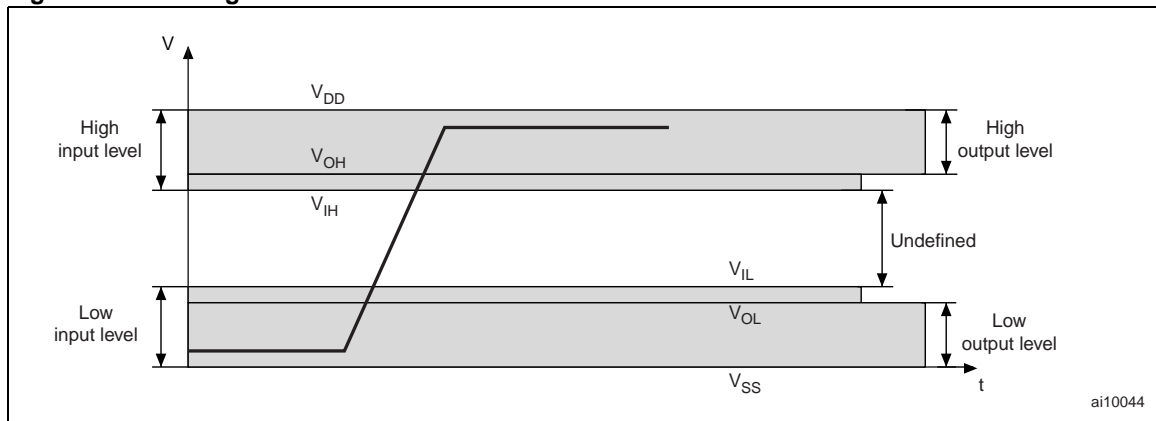 V
V_DD
High
input level
V_OH
High
output level
V_IH
Undefined
V_IL
Low
input level
V_OL
Low
output level
V_SS
t
ai10044